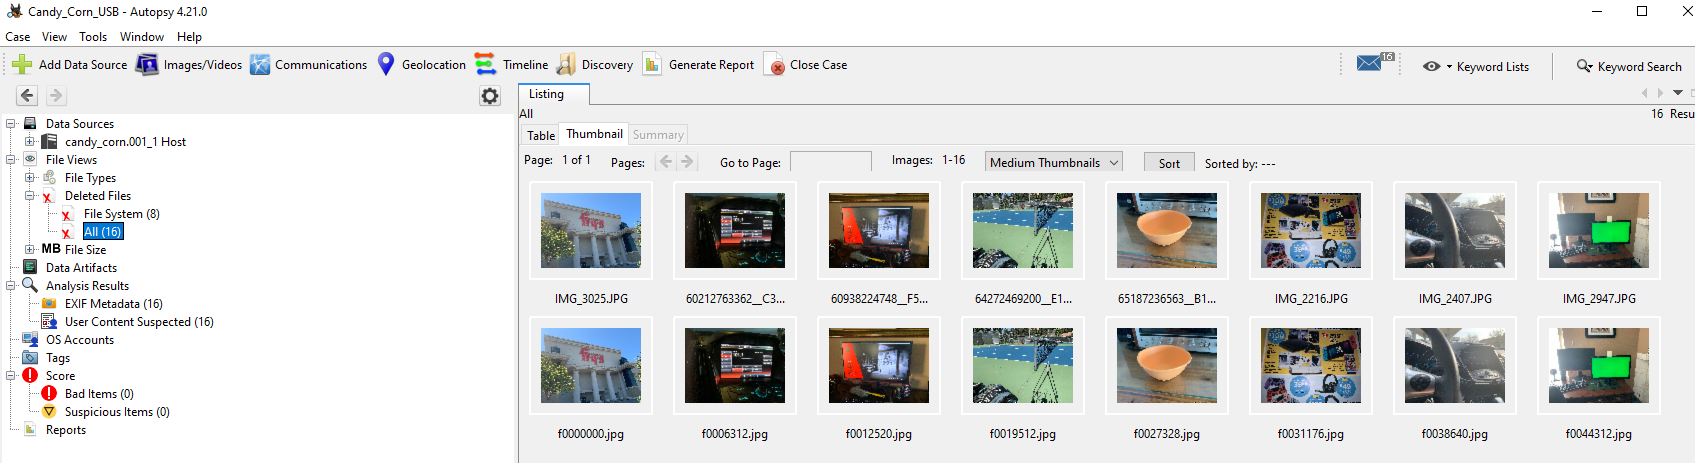 Candy_Corn_USB - Autopsy 4.21.0
Case View Tools Window Help
Add Data Source Images/Videos Communications Geolocation Timeline Discovery Generate Report Close Case 16 Keyword Lists Keyword Search
Listing
Data Sources
candy_corn.001_1 Host
File Views
File Types
Deleted Files
File System (8)
All (16)
MB File Size
Data Artifacts
Analysis Results
EXIF Metadata (16)
User Content Suspected (16)
OS Accounts
Tags
Score
Bad Items (0)
Suspicious Items (0)
Reports
All 16 Resu
Table Thumbnail Summary
Page: 1 of 1 Pages: Go to Page: Images: 1-16 Medium Thumbnails Sort Sorted by: ---
IMG_3025.JPG 60212763362__C3... 60938224748__F5... 64272469200__E1... 65187236563__B1... IMG_2216.JPG IMG_2407.JPG IMG_2947.JPG
f0000000.jpg f0006312.jpg f0012520.jpg f0019512.jpg f0027328.jpg f0031176.jpg f0038640.jpg f0044312.jpg